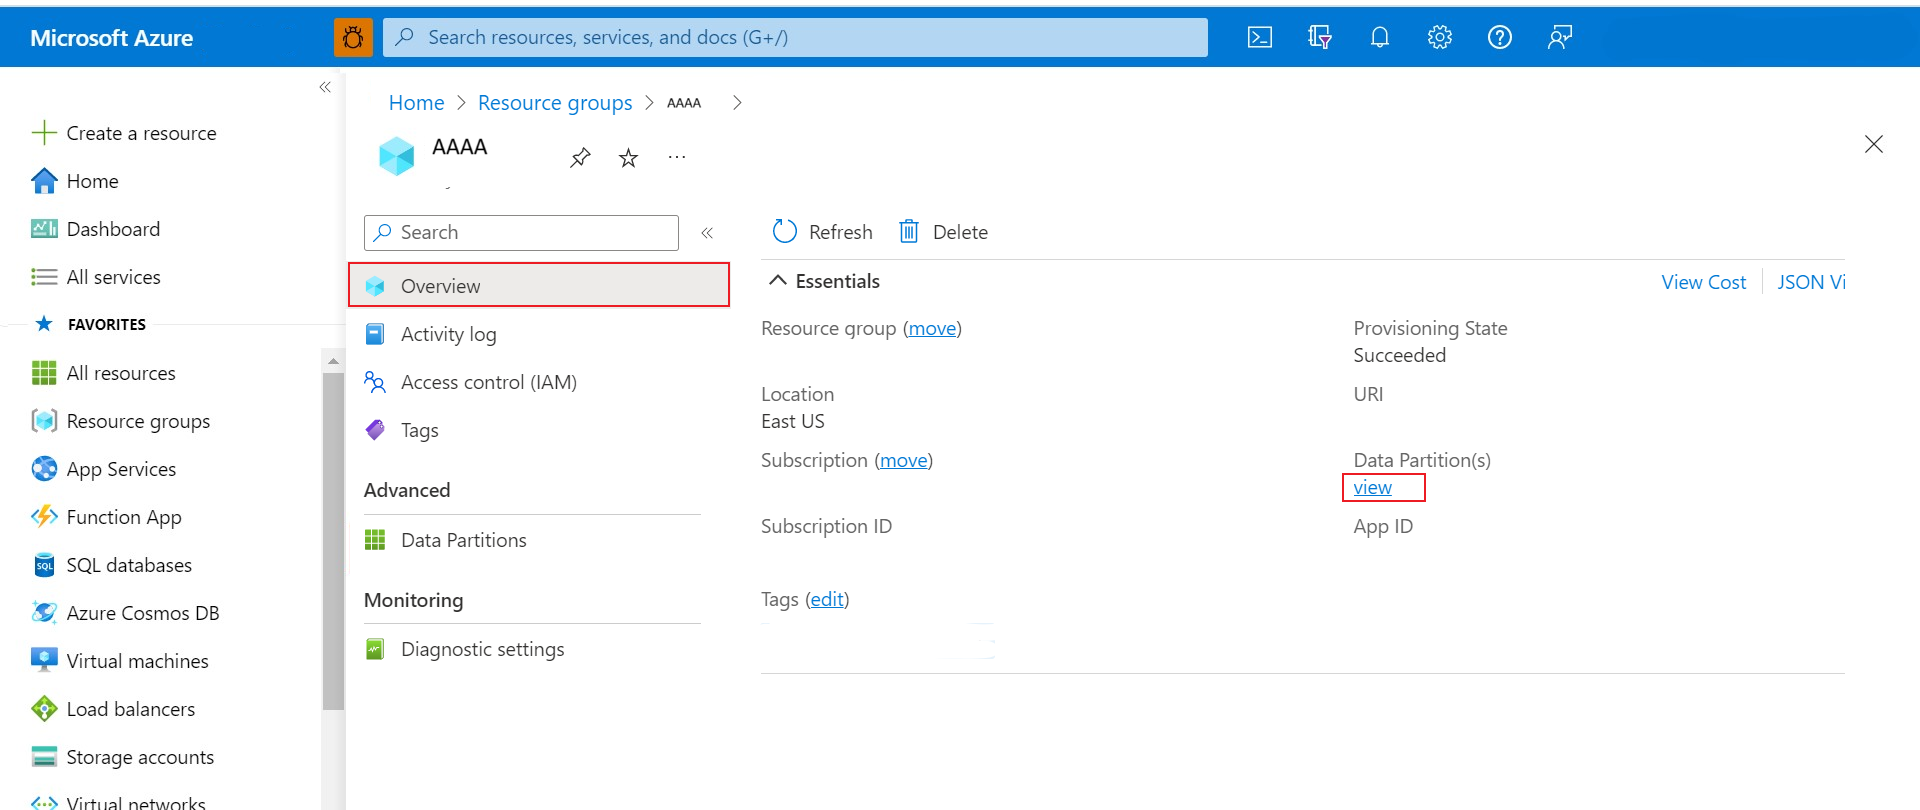 Microsoft Azure
Search resources, services, and docs (G+/)
Create a resource
Home
Dashboard
All services
FAVORITES
All resources
Resource groups
App Services
Function App
SQL databases
Azure Cosmos DB
Virtual machines
Load balancers
Storage accounts
Virtual networks
Home > Resource groups > AAAA >
AAAA
Search
Overview
Activity log
Access control (IAM)
Tags
Advanced
Data Partitions
Monitoring
Diagnostic settings
Refresh
Delete
Essentials
View Cost
JSON Vi
Resource group (move)
Location
East US
Subscription (move)
Subscription ID
Tags (edit)
Provisioning State
Succeeded
URI
Data Partition(s)
view
App ID